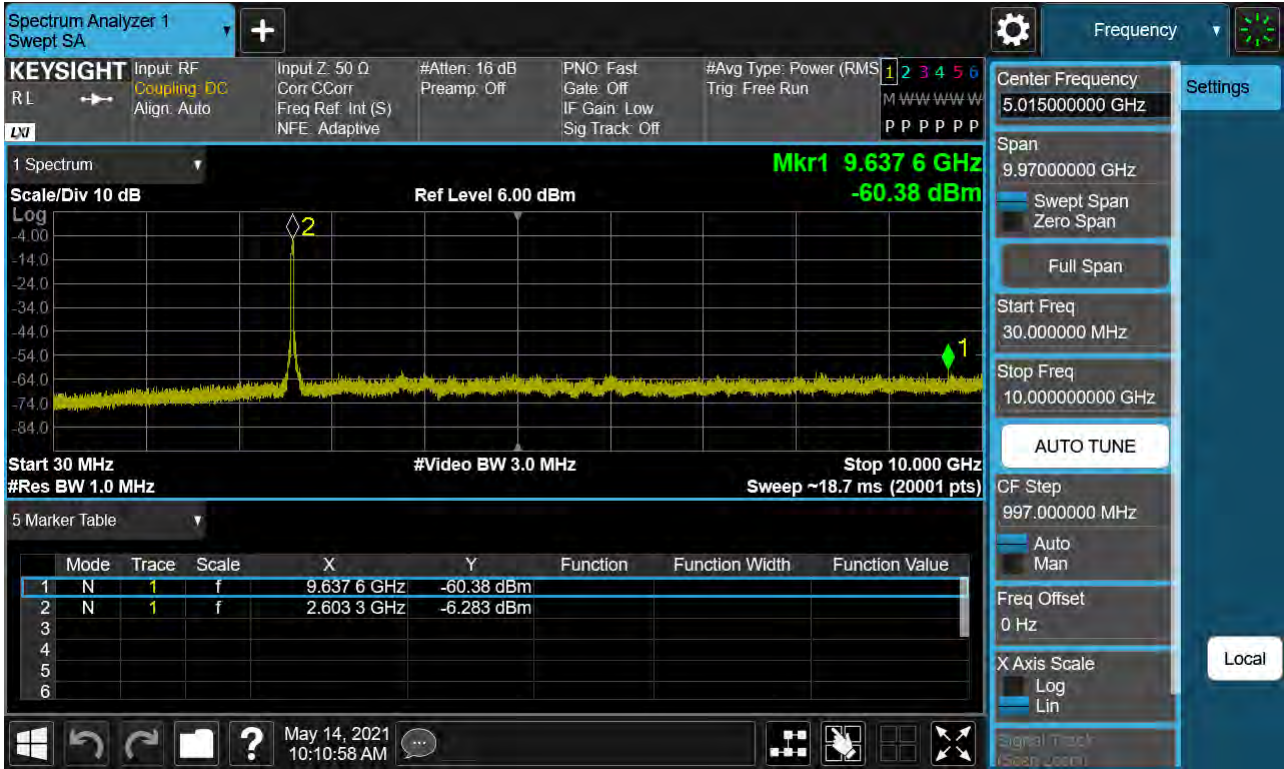 Spectrum Analyzer 1
Swept SA
+
Frequency
KEYSIGHT
RL
LXI
Input: RF
Coupling: DC
Align: Auto
Input Z: 50 Ω
Corr CCorr
Freq Ref: Int (S)
NFE: Adaptive
#Atten: 16 dB
Preamp: Off
PNO: Fast
Gate: Off
IF Gain: Low
Sig Track: Off
#Avg Type: Power (RMS
Trig: Free Run
1 2 3 4 5 6
M W W W W W
P P P P P P
Center Frequency
5.015000000 GHz
Settings
1 Spectrum
Mkr1 9.637 6 GHz
-60.38 dBm
Scale/Div 10 dB
Ref Level 6.00 dBm
Log
-4.00
-14.0
-24.0
-34.0
-44.0
-54.0
-64.0
-74.0
-84.0
2
1
Start 30 MHz
#Video BW 3.0 MHz
Stop 10.000 GHz
#Res BW 1.0 MHz
Sweep ~18.7 ms (20001 pts)
Span
9.97000000 GHz
Swept Span
Zero Span
Full Span
Start Freq
30.000000 MHz
Stop Freq
10.000000000 GHz
AUTO TUNE
CF Step
997.000000 MHz
Auto
Man
Freq Offset
0 Hz
X Axis Scale
Log
Lin
Signal Track
(Span Zoom)
Local
5 Marker Table
Mode Trace Scale X Y Function Function Width Function Value
1 N 1 f 9.637 6 GHz -60.38 dBm
2 N 1 f 2.603 3 GHz -6.283 dBm
3
4
5
6
?
May 14, 2021
10:10:58 AM